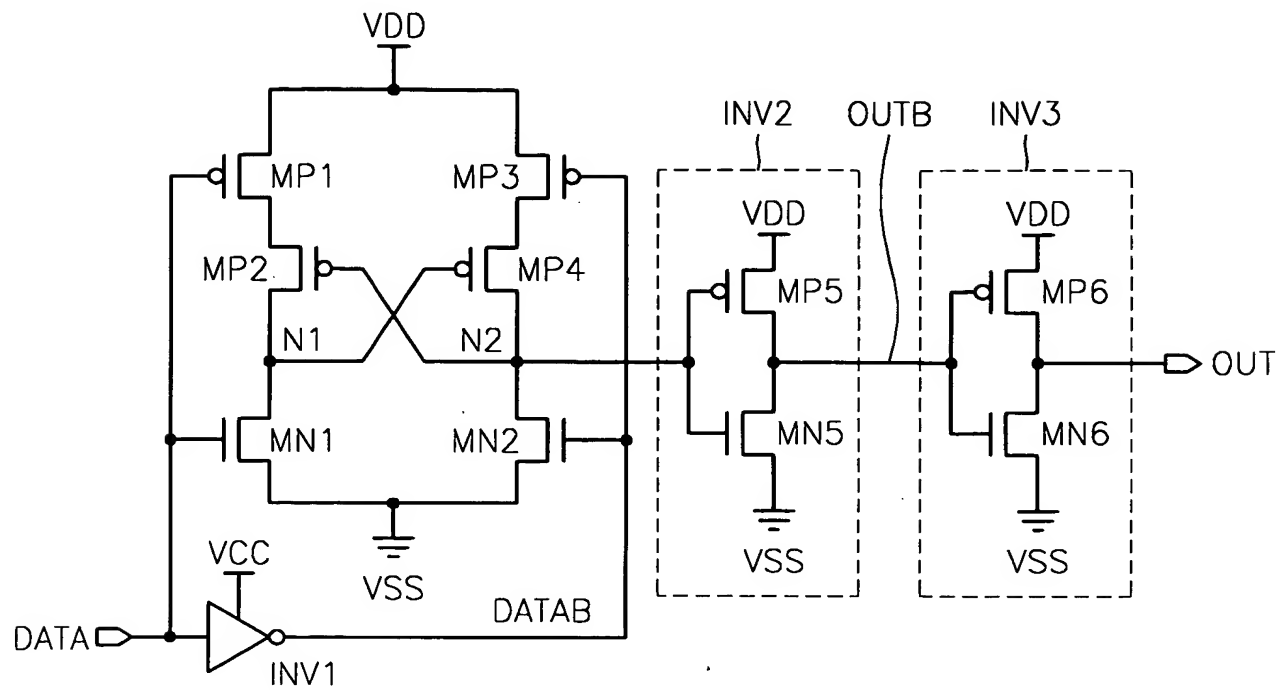 VDD
INV2
OUTB
INV3
MP1
MP3
VDD
VDD
MP2
MP4
MP5
MP6
N1
N2
OUT
MN1
MN2
MN5
MN6
VCC
VSS
VSS
VSS
DATAB
DATA
INV1